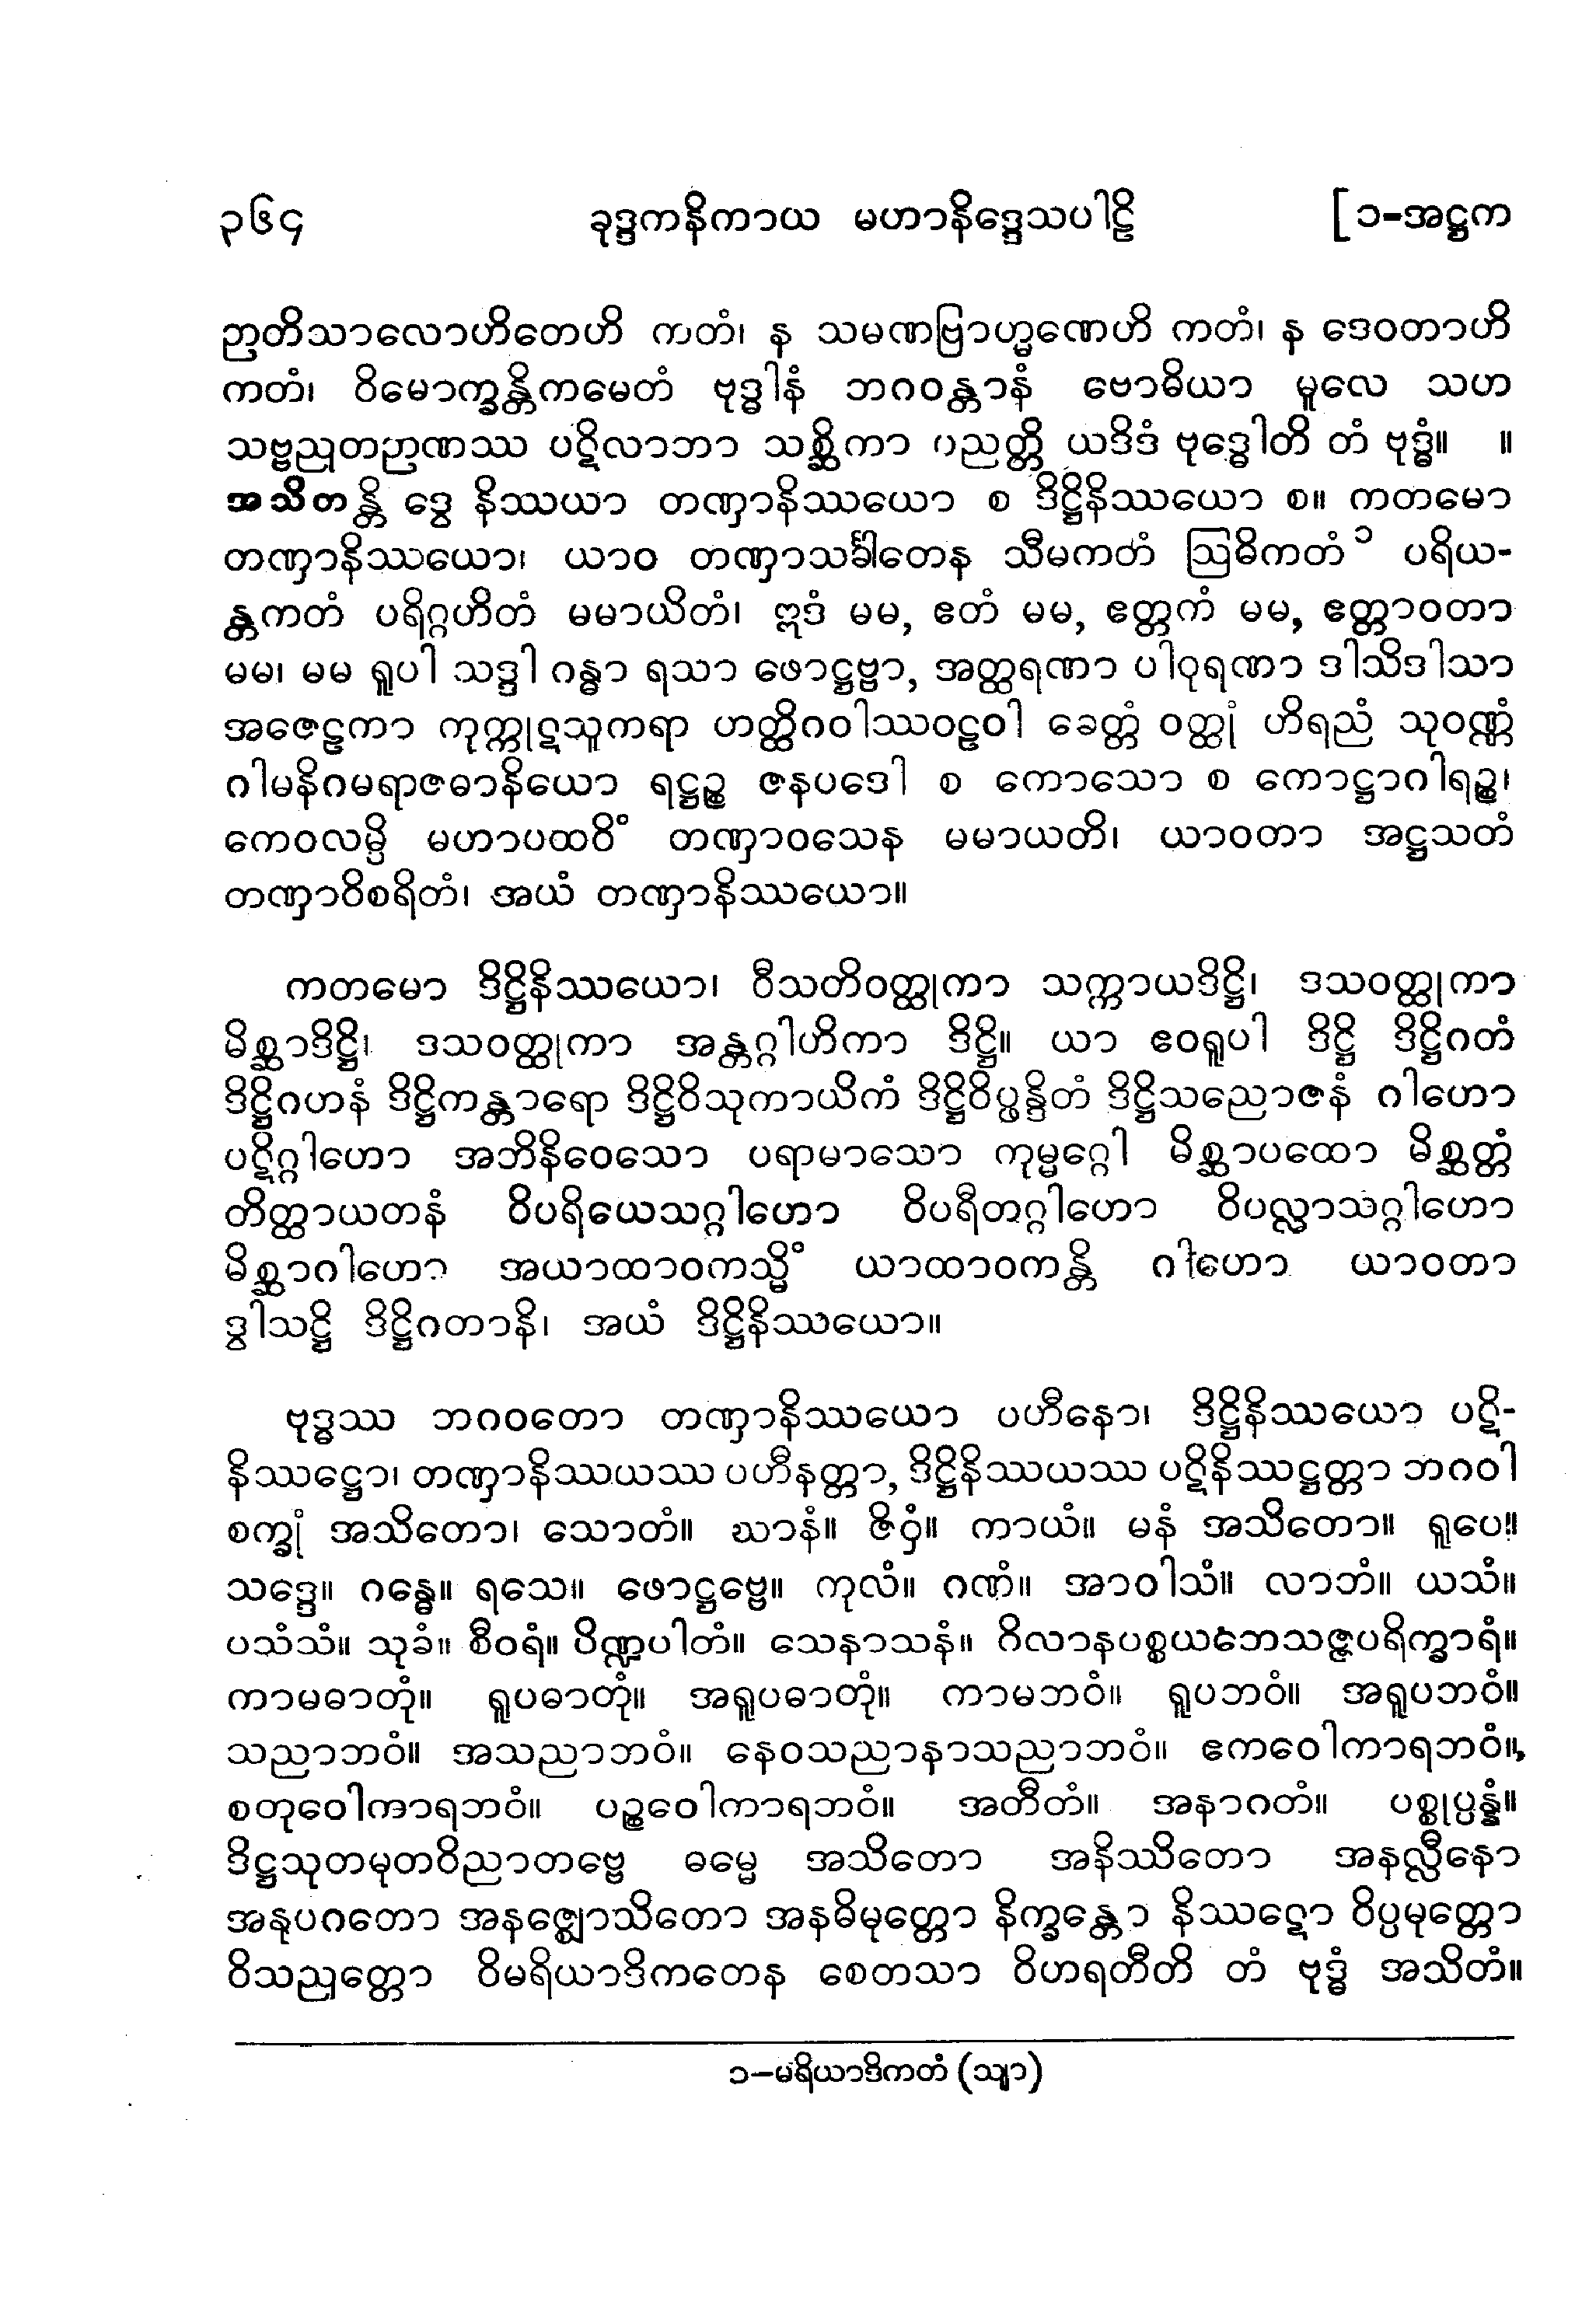 ၃၆၄ ခုဒ္ဒကနိကာယ မဟာနိဒ္ဒေသပါဠိ [၁-အဋ္ဌက
ဉာတိသာလောဟိတေဟိ ကတံ၊ န သမဏဗြာဟ္မဏေဟိ ကတံ၊ န ဒေဝတာဟိ
ကတံ၊ ဝိမောက္ခန္တိကမေတံ ဗုဒ္ဓါနံ ဘဂဝန္တာနံ ဗောဓိယာ မူလေ သဟ
သဗ္ဗညုတဉာဏဿ ပဋိလာဘာ သစ္ဆိကာ ပညတ္တိ ယဒိဒံ ဗုဒ္ဓေါတိ တံ ဗုဒ္ဓံ။ ။
အသိတန္တိ ဒွေ နိဿယာ တဏှာနိဿယော စ ဒိဋ္ဌိနိဿယော စ။ ကတမော
တဏှာနိဿယော၊ ယာဝ တဏှာသင်္ခါတေန သီမကတံ ဩဓိကတံ ၁ ပရိယ-
န္တကတံ ပရိဂ္ဂဟိတံ မမာယိတံ၊ ဣဒံ မမ, ဧတံ မမ, ဧတ္တကံ မမ, ဧတ္တာဝတာ
မမ၊ မမ ရူပါ သဒ္ဒါ ဂန္ဓာ ရသာ ဖောဋ္ဌဗ္ဗာ, အတ္ထရဏာ ပါဝုရဏာ ဒါသိဒါသာ
အဇေဠကာ ကုက္ကုဋသူကရာ ဟတ္ထိဂဝါဿဝဠဝါ ခေတ္တံ ဝတ္ထုံ ဟိရညံ သုဝဏ္ဏံ
ဂါမနိဂမရာဇဓာနိယော ရဋ္ဌဉ္စ ဇနပဒေါ စ ကောသော စ ကောဋ္ဌာဂါရဉ္စ၊
ကေဝလမ္ပိ မဟာပထဝိံ တဏှာဝသေန မမာယတိ၊ ယာဝတာ အဋ္ဌသတံ
တဏှာဝိစရိတံ၊ အယံ တဏှာနိဿယော။
ကတမော ဒိဋ္ဌိနိဿယော၊ ဝီသတိဝတ္ထုကာ သက္ကာယဒိဋ္ဌိ၊ ဒသဝတ္ထုကာ
မိစ္ဆာဒိဋ္ဌိ၊ ဒသဝတ္ထုကာ အန္တဂ္ဂါဟိကာ ဒိဋ္ဌိ။ ယာ ဧဝရူပါ ဒိဋ္ဌိ ဒိဋ္ဌိဂတံ
ဒိဋ္ဌိဂဟနံ ဒိဋ္ဌိကန္တာရော ဒိဋ္ဌိဝိသုကာယိကံ ဒိဋ္ဌိဝိပ္ဖန္ဒိတံ ဒိဋ္ဌိသညောဇနံ ဂါဟော
ပဋိဂ္ဂါဟော အဘိနိဝေသော ပရာမာသော ကုမ္မဂ္ဂေါ မိစ္ဆာပထော မိစ္ဆတ္တံ
တိတ္ထာယတနံ ဝိပရိယေသဂ္ဂါဟော ဝိပရီတဂ္ဂါဟော ဝိပလ္လာသဂ္ဂါဟော
မိစ္ဆာဂါဟော အယာထာဝကသ္မိံ ယာထာဝကန္တိ ဂါဟော ယာဝတာ
ဒွါသဋ္ဌိ ဒိဋ္ဌိဂတာနိ၊ အယံ ဒိဋ္ဌိနိဿယော။
ဗုဒ္ဓဿ ဘဂဝတော တဏှာနိဿယော ပဟီနော၊ ဒိဋ္ဌိနိဿယော ပဋိ-
နိဿဋ္ဌော၊ တဏှာနိဿယဿ ပဟီနတ္တာ, ဒိဋ္ဌိနိဿယဿ ပဋိနိဿဋ္ဌတ္တာ ဘဂဝါ
စက္ခုံ အသိတော၊ သောတံ။ ဃာနံ။ ဇိဝှံ။ ကာယံ။ မနံ အသိတော။ ရူပေ။
သဒ္ဒေ။ ဂန္ဓေ။ ရသေ။ ဖောဋ္ဌဗ္ဗေ။ ကုလံ။ ဂဏံ။ အာဝါသံ။ လာဘံ။ ယသံ။
ပသံသံ။ သုခံ။ စီဝရံ။ ပိဏ္ဍပါတံ။ သေနာသနံ။ ဂိလာနပစ္စယဘေသဇ္ဇပရိက္ခာရံ။
ကာမဓာတုံ။ ရူပဓာတုံ။ အရူပဓာတုံ။ ကာမဘဝံ။ ရူပဘဝံ။ အရူပဘဝံ။
သညာဘဝံ။ အသညာဘဝံ။ နေဝသညာနာသညာဘဝံ။ ဧကဝေါကာရဘဝံ။,
စတုဝေါကာရဘဝံ။ ပဉ္စဝေါကာရဘဝံ။ အတီတံ။ အနာဂတံ။ ပစ္စုပ္ပန္နံ။
ဒိဋ္ဌသုတမုတဝိညာတဗ္ဗေ ဓမ္မေ အသိတော အနိဿိတော အနလ္လီနော
အနုပဂတော အနဇ္ဈောသိတော အနဓိမုတ္တော နိက္ခန္တော နိဿဋော ဝိပ္ပမုတ္တော
ဝိသညုတ္တော ဝိမရိယာဒိကတေန စေတသာ ဝိဟရတီတိ တံ ဗုဒ္ဓံ အသိတံ။
၁−မရိယာဒိကတံ (သျာ)